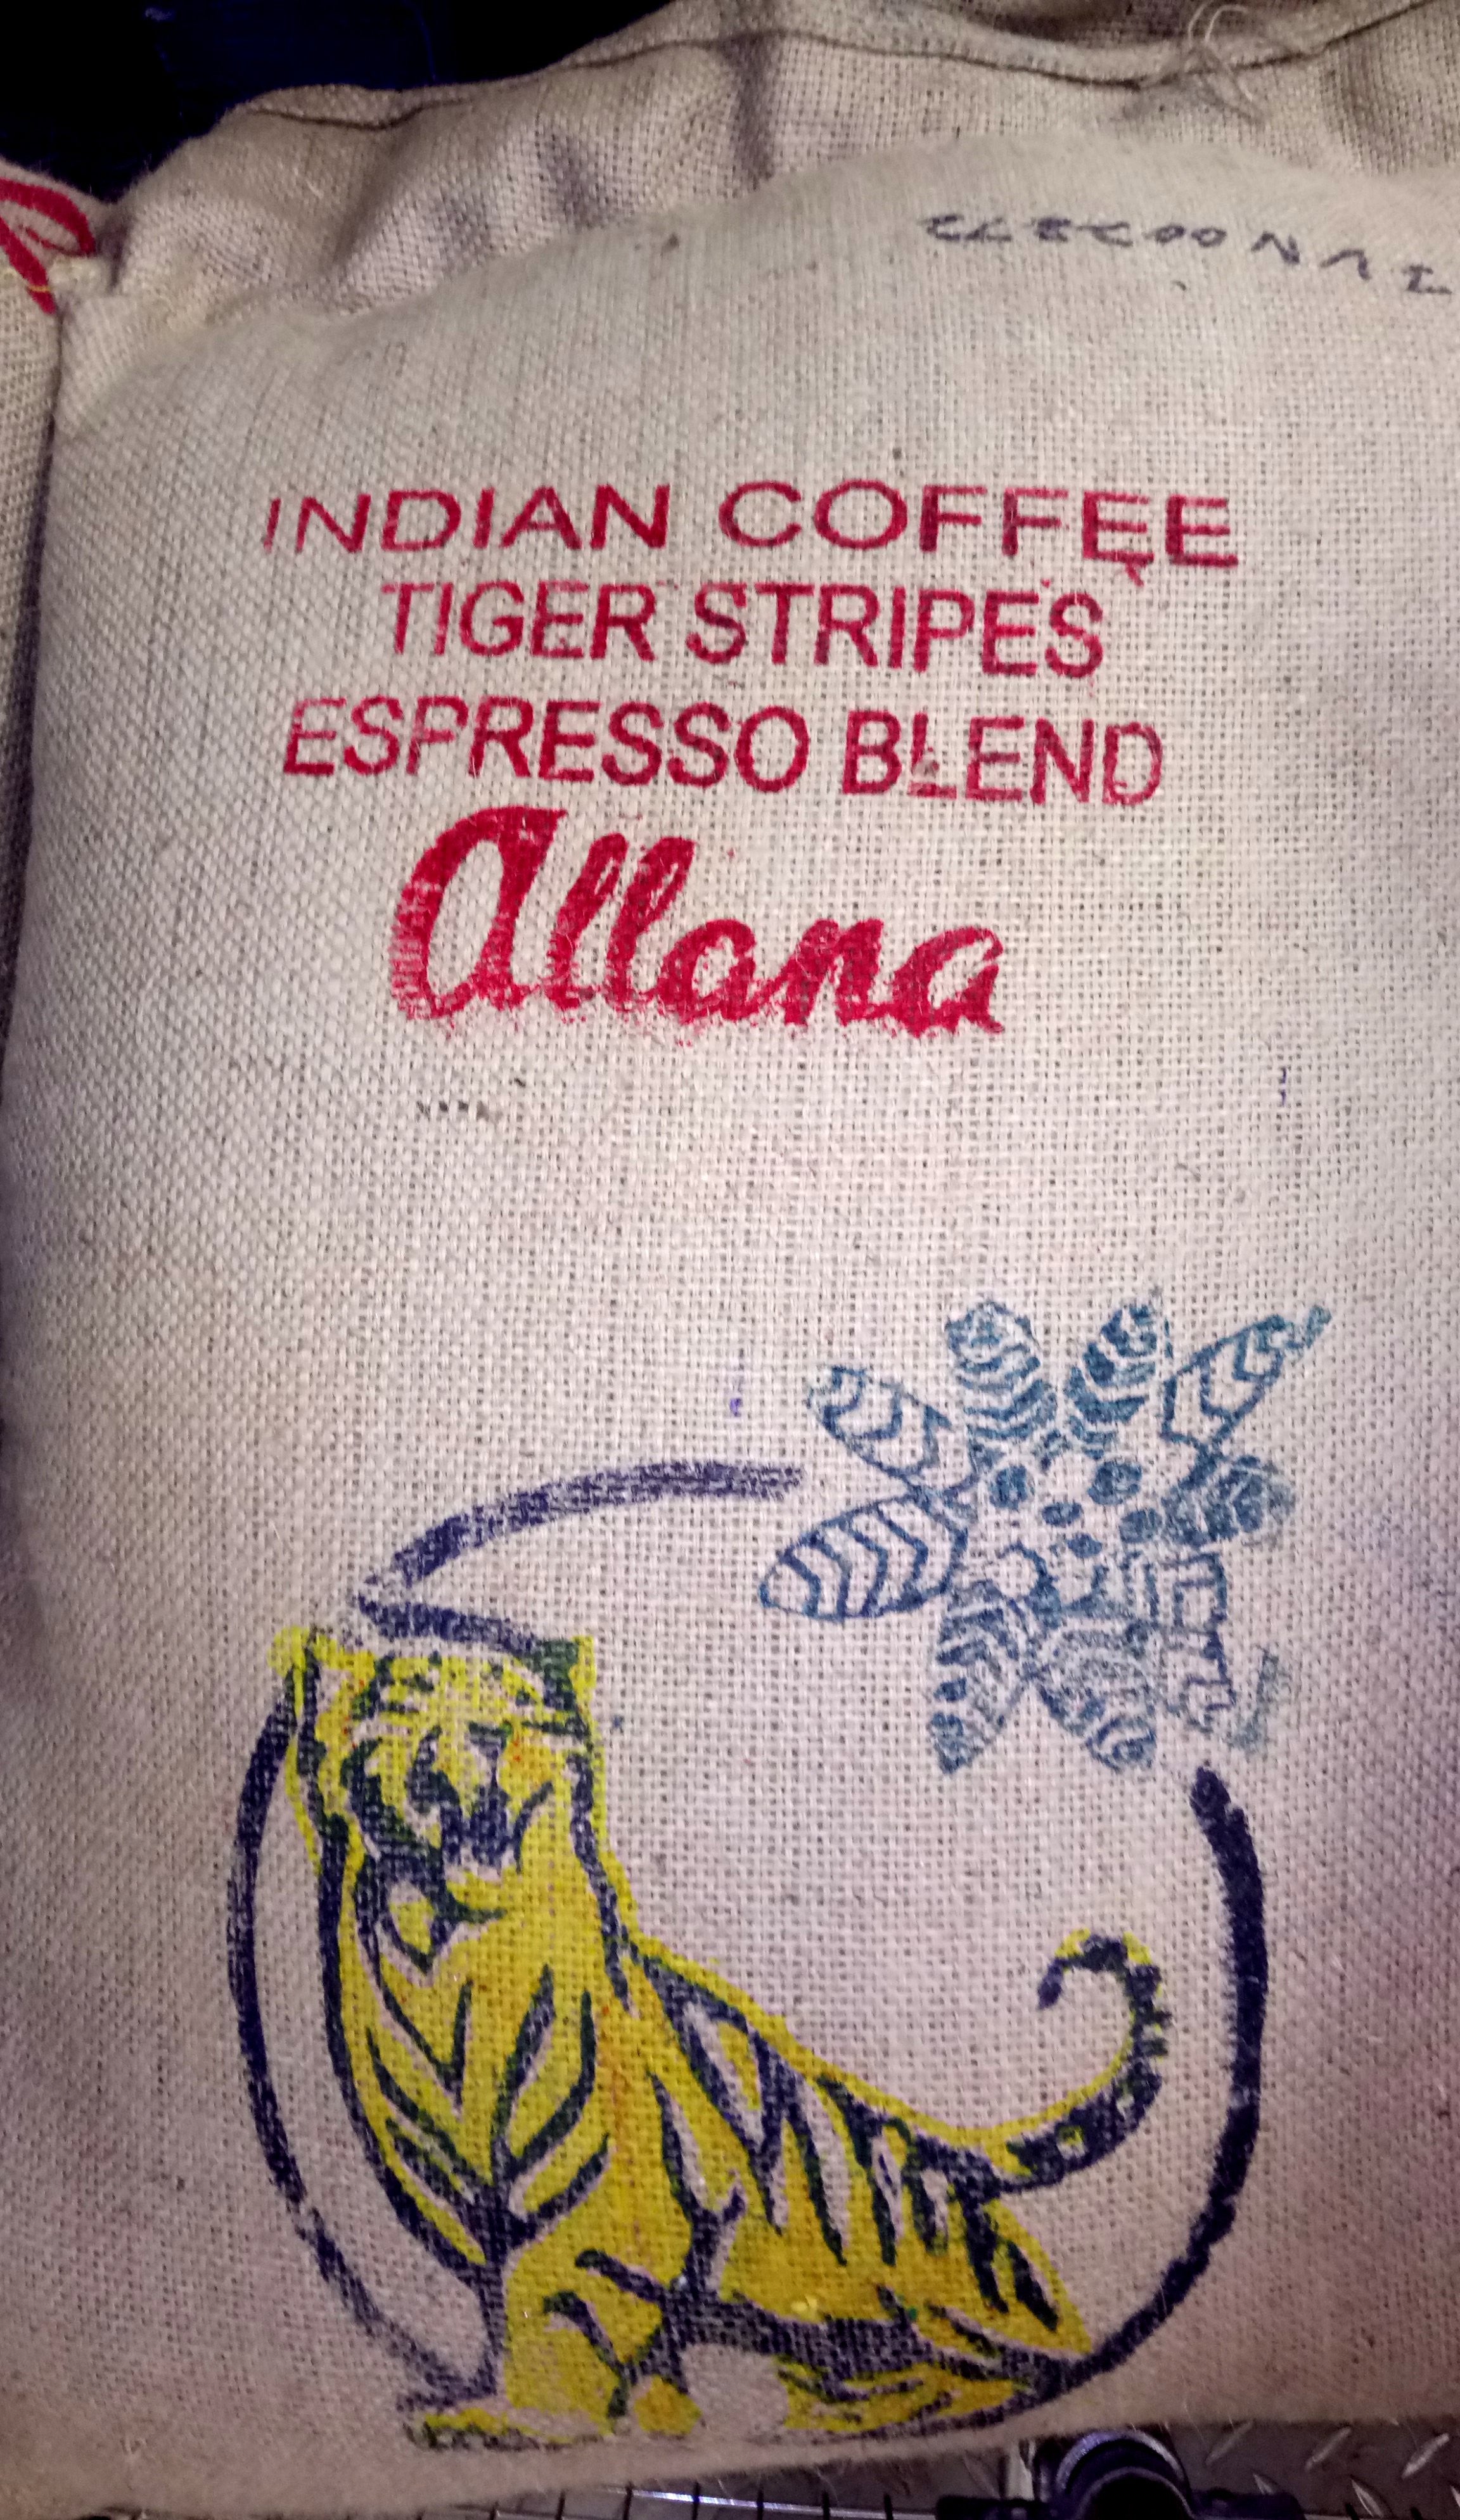 INDIAN COFFEE
TIGER STRIPES
ESPRESSO BLEND
Allana